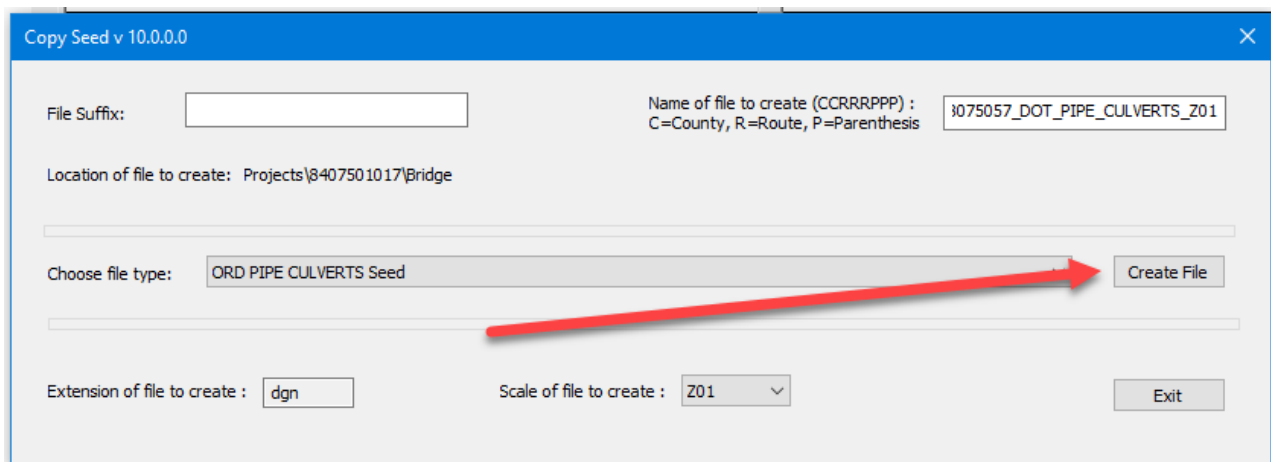 Copy Seed v 10.0.0.0
File Suffix:
Name of file to create (CCRRRPPP) :
C=County, R=Route, P=Parenthesis
3075057_DOT_PIPE_CULVERTS_Z01
Location of file to create: Projects\8407501017\Bridge
Choose file type:
ORD PIPE CULVERTS Seed
Create File
Extension of file to create :
dgn
Scale of file to create :
Z01
Exit